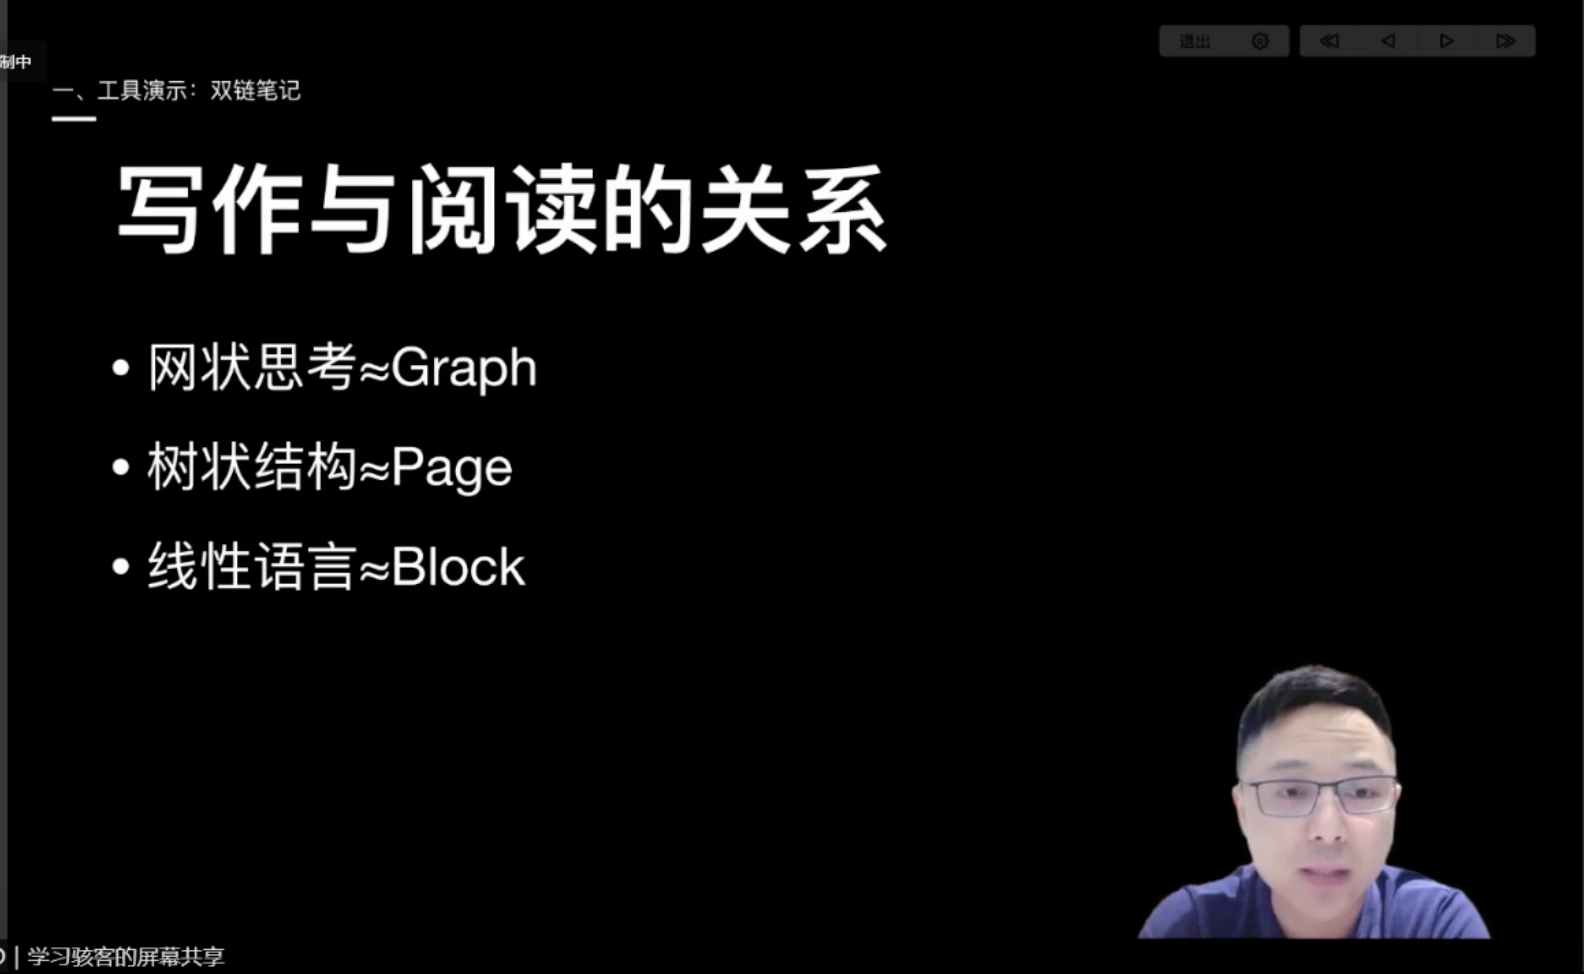 退出
制中
一、工具演示：双链笔记
写作与阅读的关系
• 网状思考≈Graph
• 树状结构≈Page
• 线性语言≈Block
| 学习骇客的屏幕共享